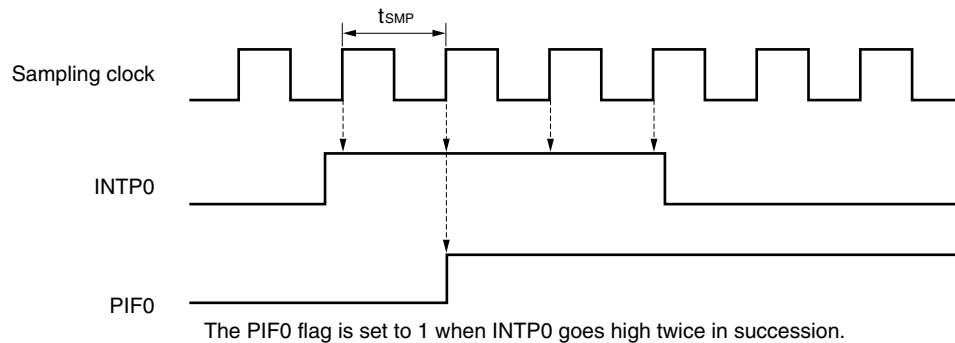 tSMP
Sampling clock
INTP0
PIF0
The PIF0 flag is set to 1 when INTP0 goes high twice in succession.